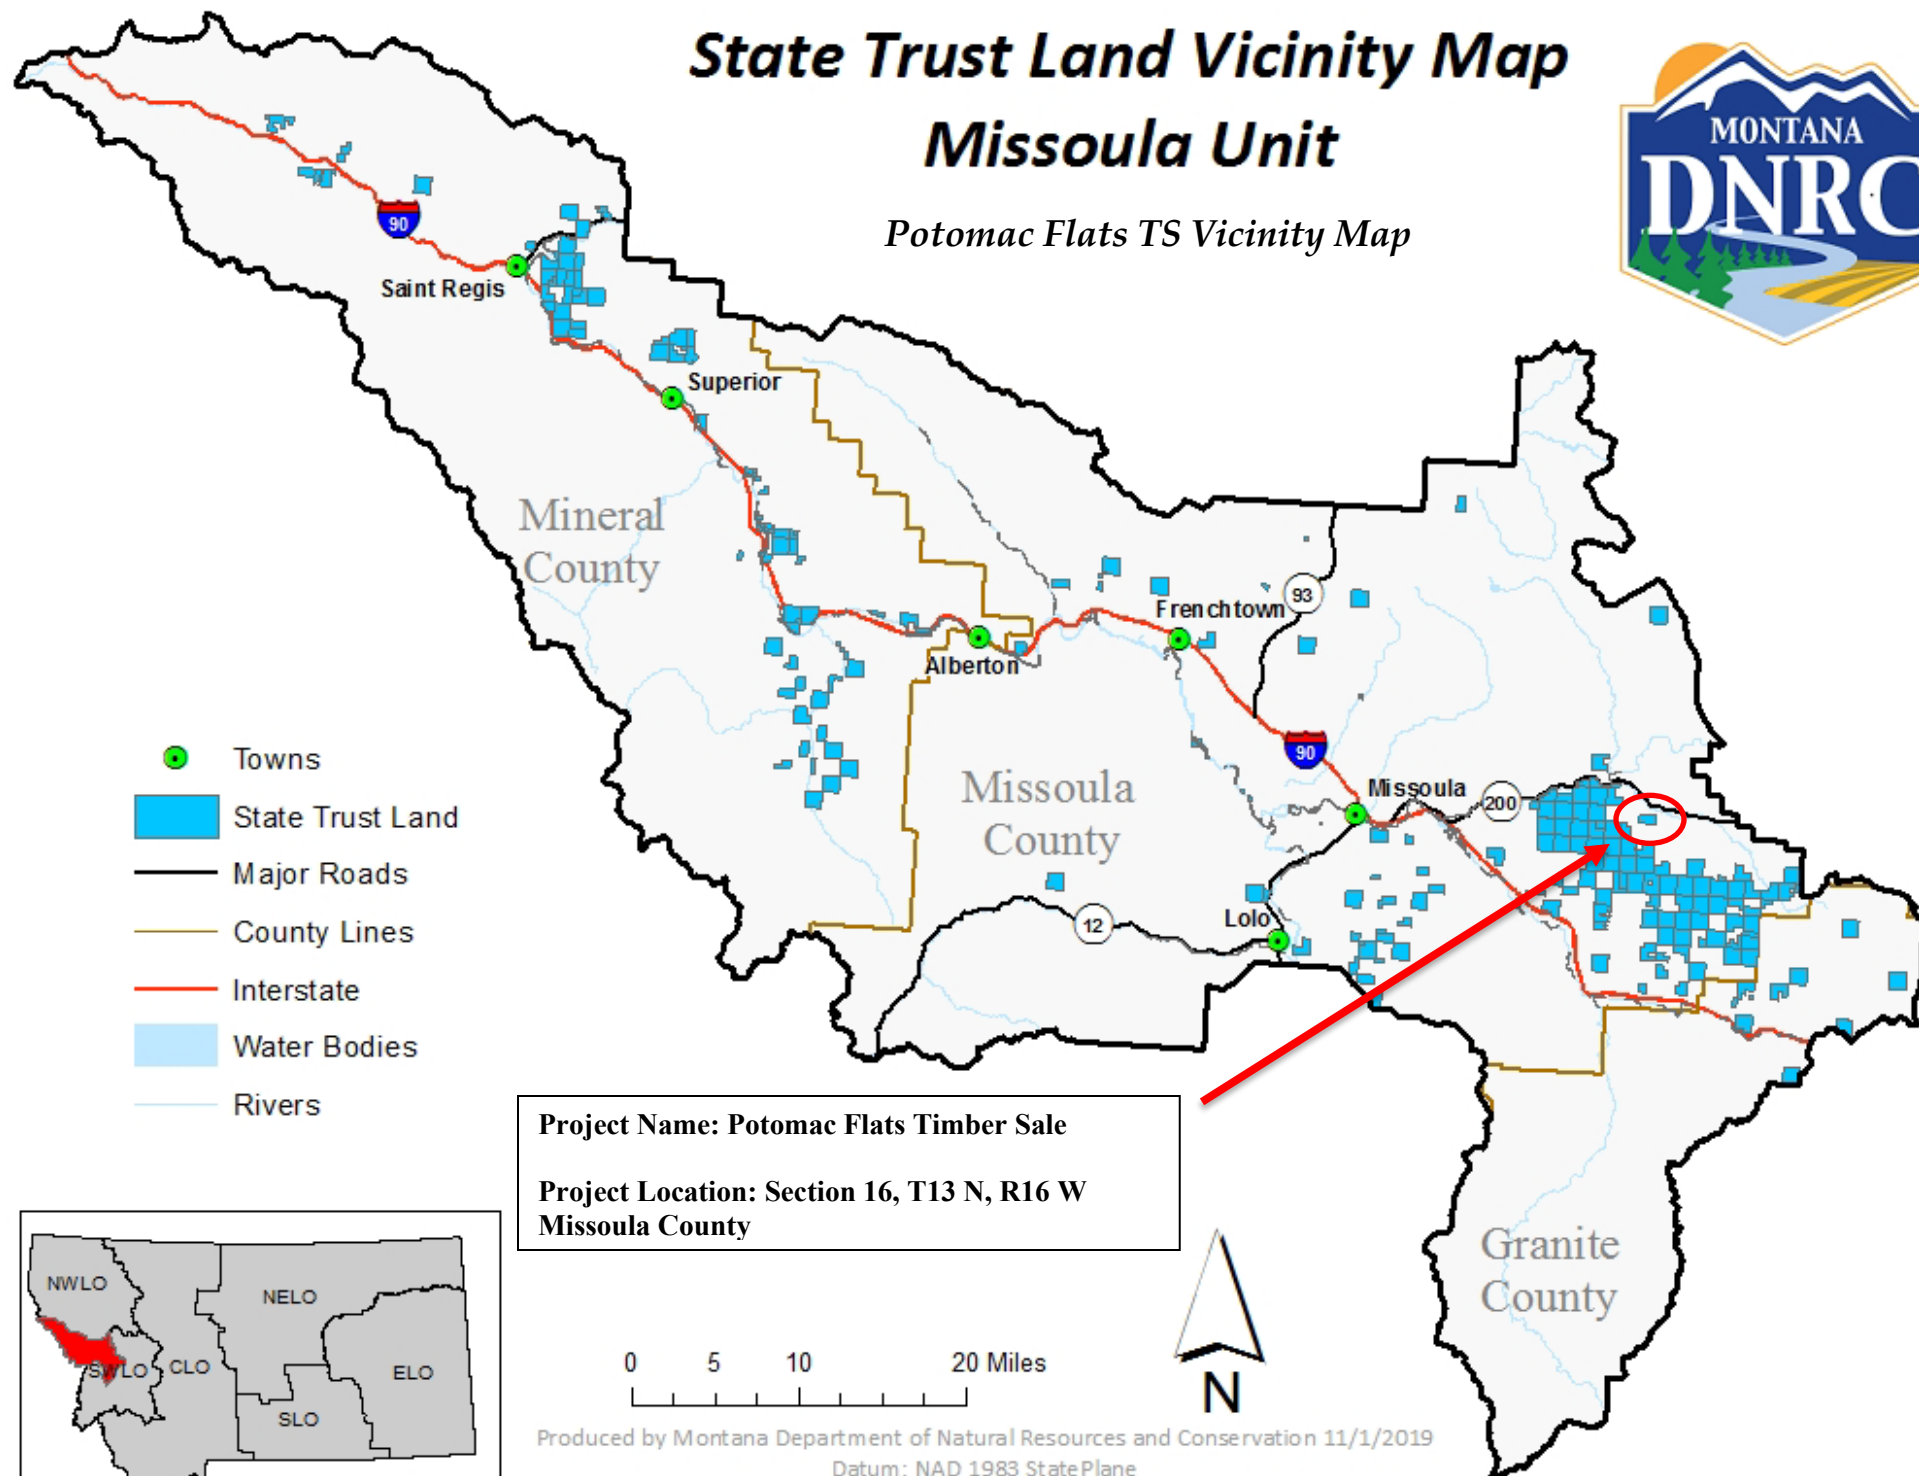 State Trust Land Vicinity Map
Missoula Unit
Potomac Flats TS Vicinity Map
MONTANA
DNRC
90
Saint Regis
Superior
Mineral
County
Frenchtown
93
Alberton
90
Missoula
200
Missoula
County
Lolo
12
Towns
State Trust Land
Major Roads
County Lines
Interstate
Water Bodies
Rivers
Project Name: Potomac Flats Timber Sale
Project Location: Section 16, T13 N, R16 W
Missoula County
Granite
County
NWLO
NELO
SWLO
CLO
ELO
SLO
0 5 10 20 Miles
N
Produced by Montana Department of Natural Resources and Conservation 11/1/2019
Datum: NAD 1983 StatePlane